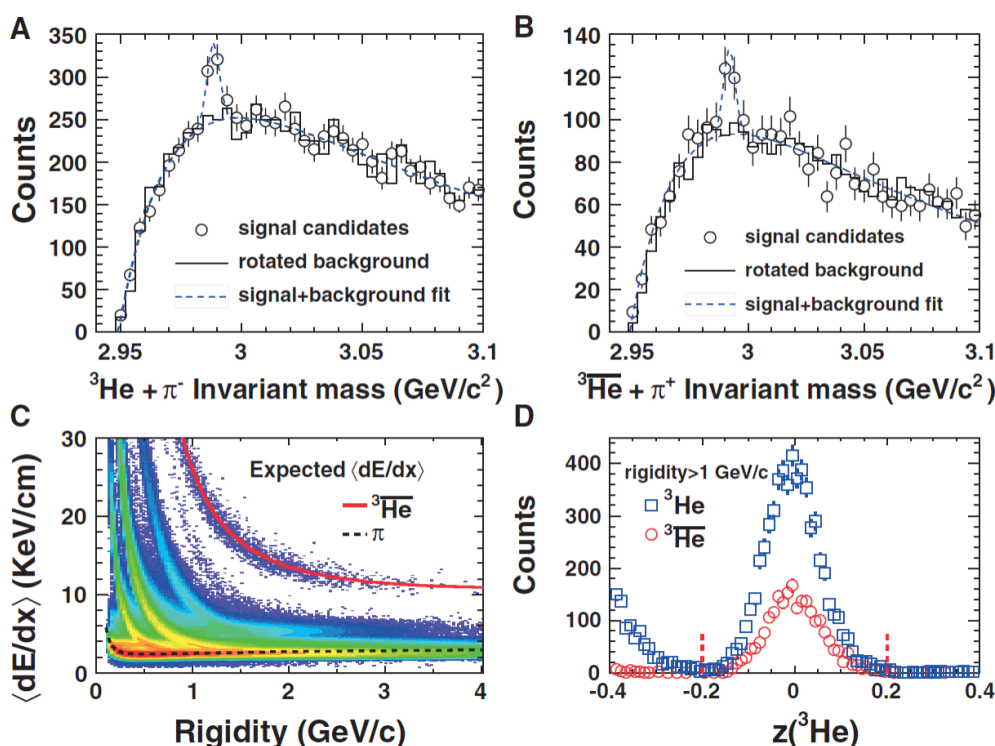 A
350
300
250
200
150
100
50
0
Counts
signal candidates
rotated background
signal+background fit
2.95 3 3.05 3.1
³He + π⁻ Invariant mass (GeV/c²)
B
140
120
100
80
60
40
20
0
Counts
signal candidates
rotated background
signal+background fit
2.95 3 3.05 3.1
³H̅e̅ + π⁺ Invariant mass (GeV/c²)
C
30
20
10
0
⟨dE/dx⟩ (KeV/cm)
Expected ⟨dE/dx⟩
³H̅e̅
π
0 1 2 3 4
Rigidity (GeV/c)
D
400
300
200
100
0
Counts
rigidity>1 GeV/c
³He
³H̅e̅
-0.4 -0.2 0 0.2 0.4
z(³He)